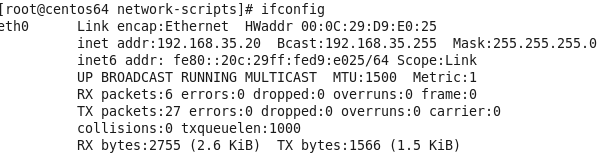 [root@centos64 network-scripts]# ifconfig
eth0      Link encap:Ethernet  HWaddr 00:0C:29:D9:E0:25
          inet addr:192.168.35.20  Bcast:192.168.35.255  Mask:255.255.255.0
          inet6 addr: fe80::20c:29ff:fed9:e025/64 Scope:Link
          UP BROADCAST RUNNING MULTICAST  MTU:1500  Metric:1
          RX packets:6 errors:0 dropped:0 overruns:0 frame:0
          TX packets:27 errors:0 dropped:0 overruns:0 carrier:0
          collisions:0 txqueuelen:1000
          RX bytes:2755 (2.6 KiB)  TX bytes:1566 (1.5 KiB)